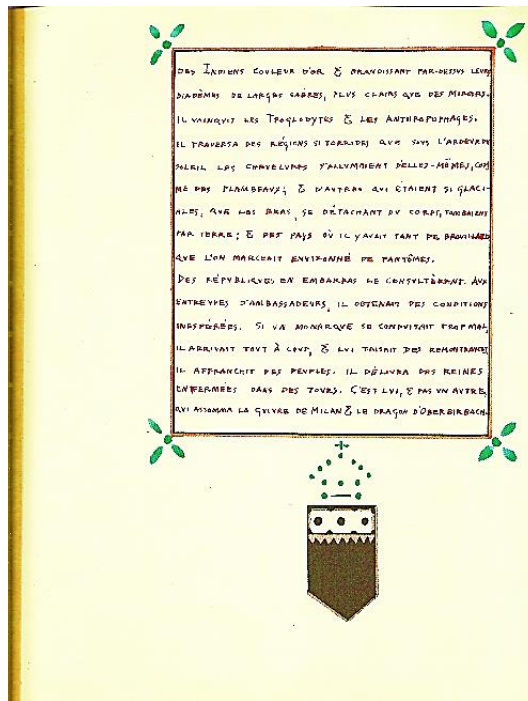 DES INDIENS COULEUR D'OR & BRANDISSANT PAR-DESSUS LEURS
DIADÈMES DE LARGES SABRES, PLUS CLAIRS QUE DES MIROIRS.
IL VAINQUIT LES TROGLODYTES & LES ANTHROPOPHAGES.
IL TRAVERSA DES RÉGIONS SI TORRIDES QUE SOUS L'ARDEUR DU
SOLEIL LES CHEVELURES S'ALLUMAIENT D'ELLES-MÊMES, COM
ME DES FLAMBEAUX; & D'AUTRES QUI ÉTAIENT SI GLACI-
ALES, QUE LES BRAS, SE DÉTACHANT DU CORPS, TOMBAIENT
PAR TERRE; & DES PAYS OÙ IL Y AVAIT TANT DE BROUILLARD
QUE L'ON MARCHAIT ENVIRONNÉ DE FANTÔMES.
DES RÉPUBLIQUES EN EMBARRAS LE CONSULTÈRENT. AUX
ENTREVUES D'AMBASSADEURS, IL OBTENAIT DES CONDITIONS
INESPÉRÉES. SI UN MONARQUE SE CONDUISAIT TROP MAL,
IL ARRIVAIT TOUT À COUP, & LUI FAISAIT DES REMONTRANCES
IL AFFRANCHIT DES PEUPLES. IL DÉLIVRA DES REINES
ENFERMÉES DANS DES TOURS. C'EST LUI, & PAS UN AUTRE,
QUI ASSOMMA LA GUIVRE DE MILAN & LE DRAGON D'OBERBIRBACH.